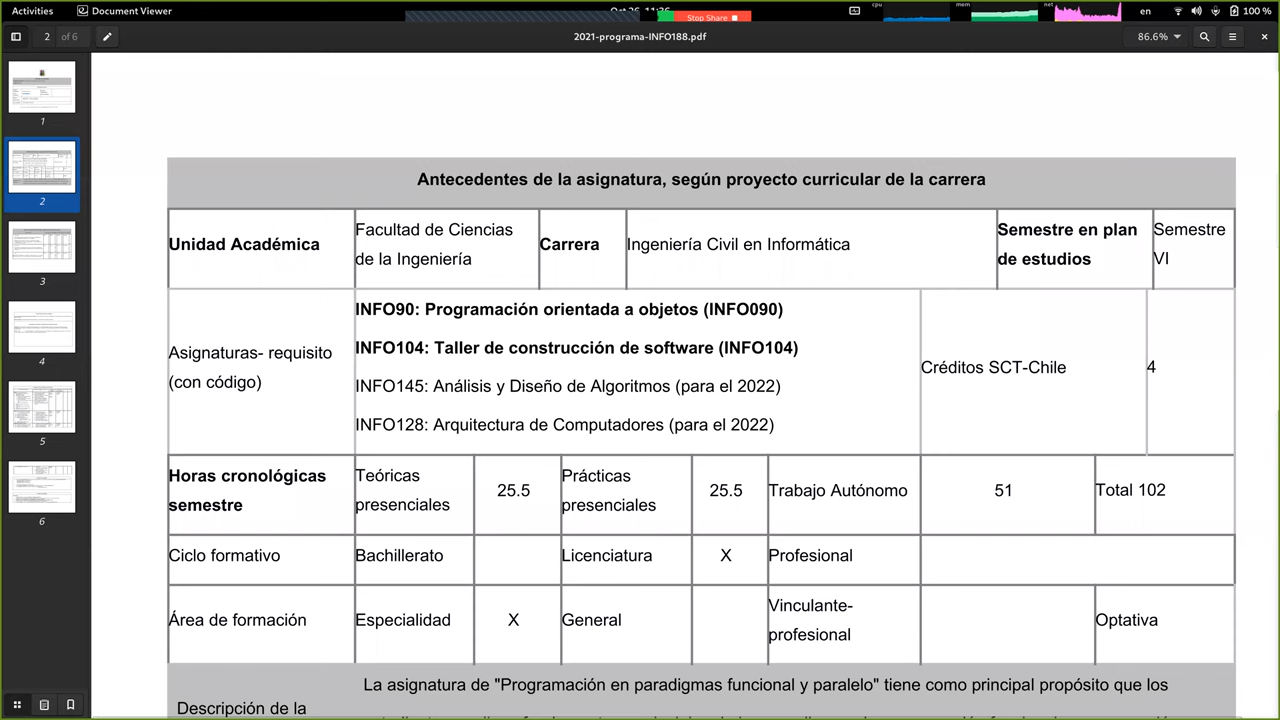 Activities
Document Viewer
Stop Share
cpu
mem
net
en
100 %
2 of 6
2021-programa-INFO188.pdf
86.6%
1
2
3
4
5
6
Antecedentes de la asignatura, según proyecto curricular de la carrera
Unidad Académica
Facultad de Ciencias
de la Ingeniería
Carrera
Ingeniería Civil en Informática
Semestre en plan
de estudios
Semestre
VI
Asignaturas- requisito
(con código)
INFO90: Programación orientada a objetos (INFO090)
INFO104: Taller de construcción de software (INFO104)
INFO145: Análisis y Diseño de Algoritmos (para el 2022)
INFO128: Arquitectura de Computadores (para el 2022)
Créditos SCT-Chile
4
Horas cronológicas
semestre
Teóricas
presenciales
25.5
Prácticas
presenciales
25.5
Trabajo Autónomo
51
Total 102
Ciclo formativo
Bachillerato
Licenciatura
X
Profesional
Área de formación
Especialidad
X
General
Vinculante-
profesional
Optativa
La asignatura de "Programación en paradigmas funcional y paralelo" tiene como principal propósito que los
Descripción de la